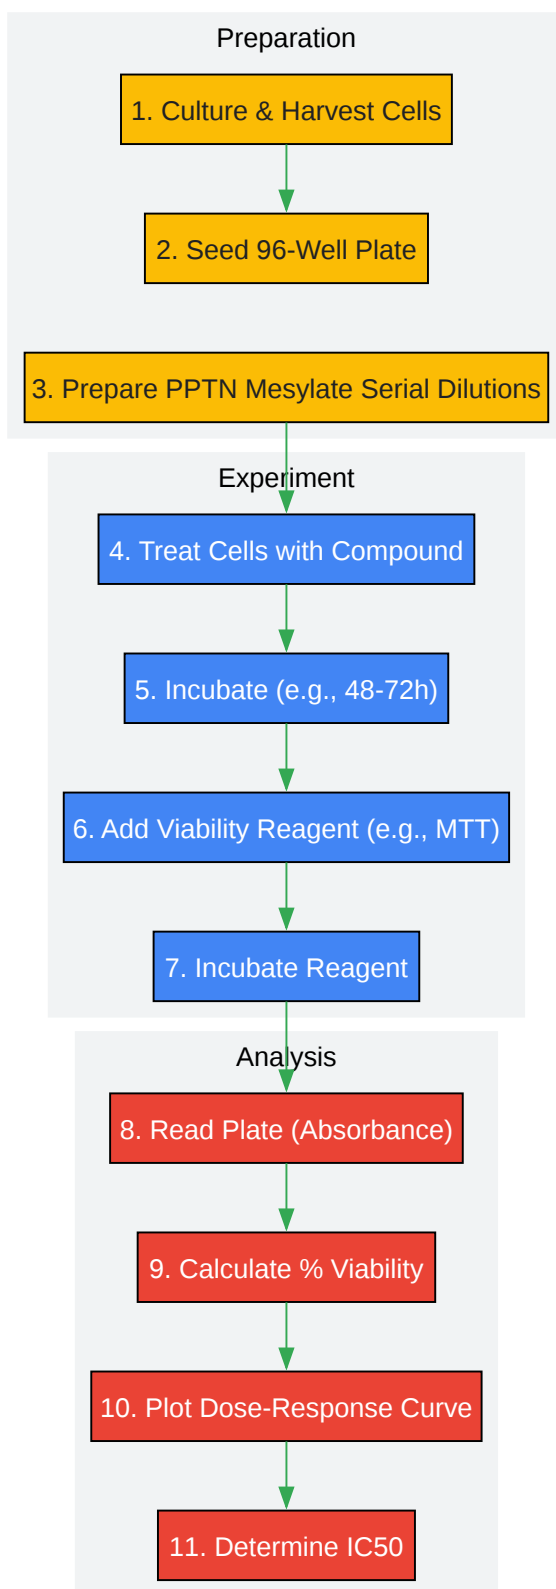 Preparation
1. Culture & Harvest Cells
2. Seed 96-Well Plate
3. Prepare PPTN Mesylate Serial Dilutions
Experiment
4. Treat Cells with Compound
5. Incubate (e.g., 48-72h)
6. Add Viability Reagent (e.g., MTT)
7. Incubate Reagent
Analysis
8. Read Plate (Absorbance)
9. Calculate % Viability
10. Plot Dose-Response Curve
11. Determine IC50